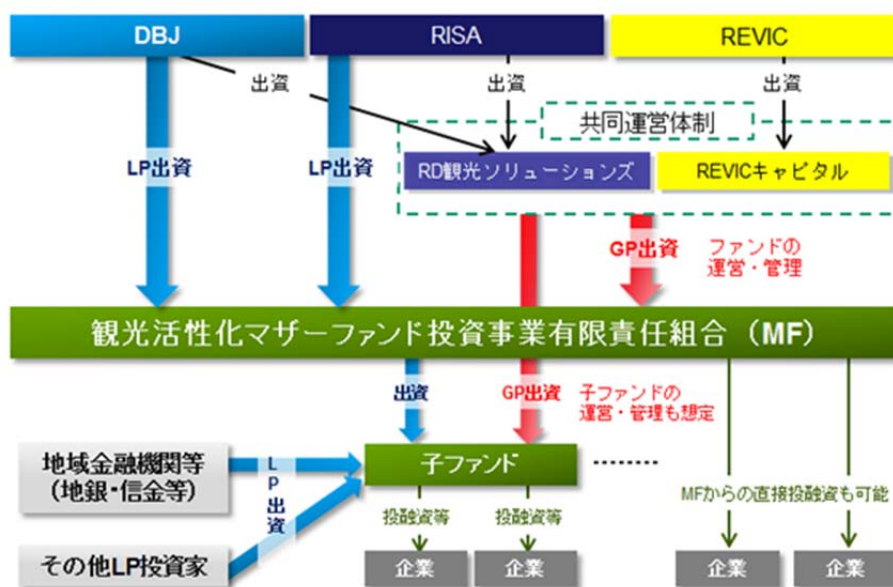 DBJ
RISA
REVIC
出資
出資
出資
共同運営体制
LP出資
LP出資
RD観光ソリューションズ
REVICキャピタル
GP出資
ファンドの
運営・管理
観光活性化マザーファンド投資事業有限責任組合（MF）
出資
GP出資
子ファンドの
運営・管理も想定
地域金融機関等
（地銀・信金等）
LP出資
子ファンド
投融資等
投融資等
MFからの直接投融資も可能
その他LP投資家
企業
企業
企業
企業